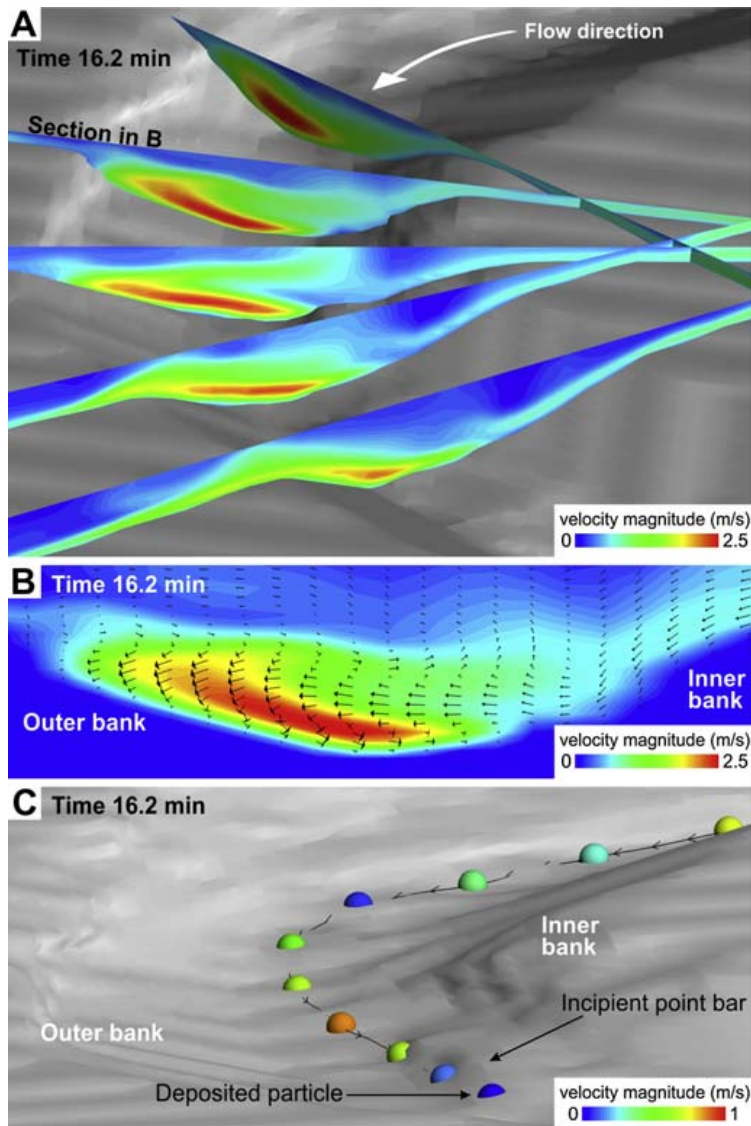 A
Time 16.2 min
Flow direction
Section in B
velocity magnitude (m/s)
0 2.5
B
Time 16.2 min
Outer bank
Inner
bank
velocity magnitude (m/s)
0 2.5
C
Time 16.2 min
Inner
bank
Incipient point bar
Outer bank
Deposited particle
velocity magnitude (m/s)
0 1